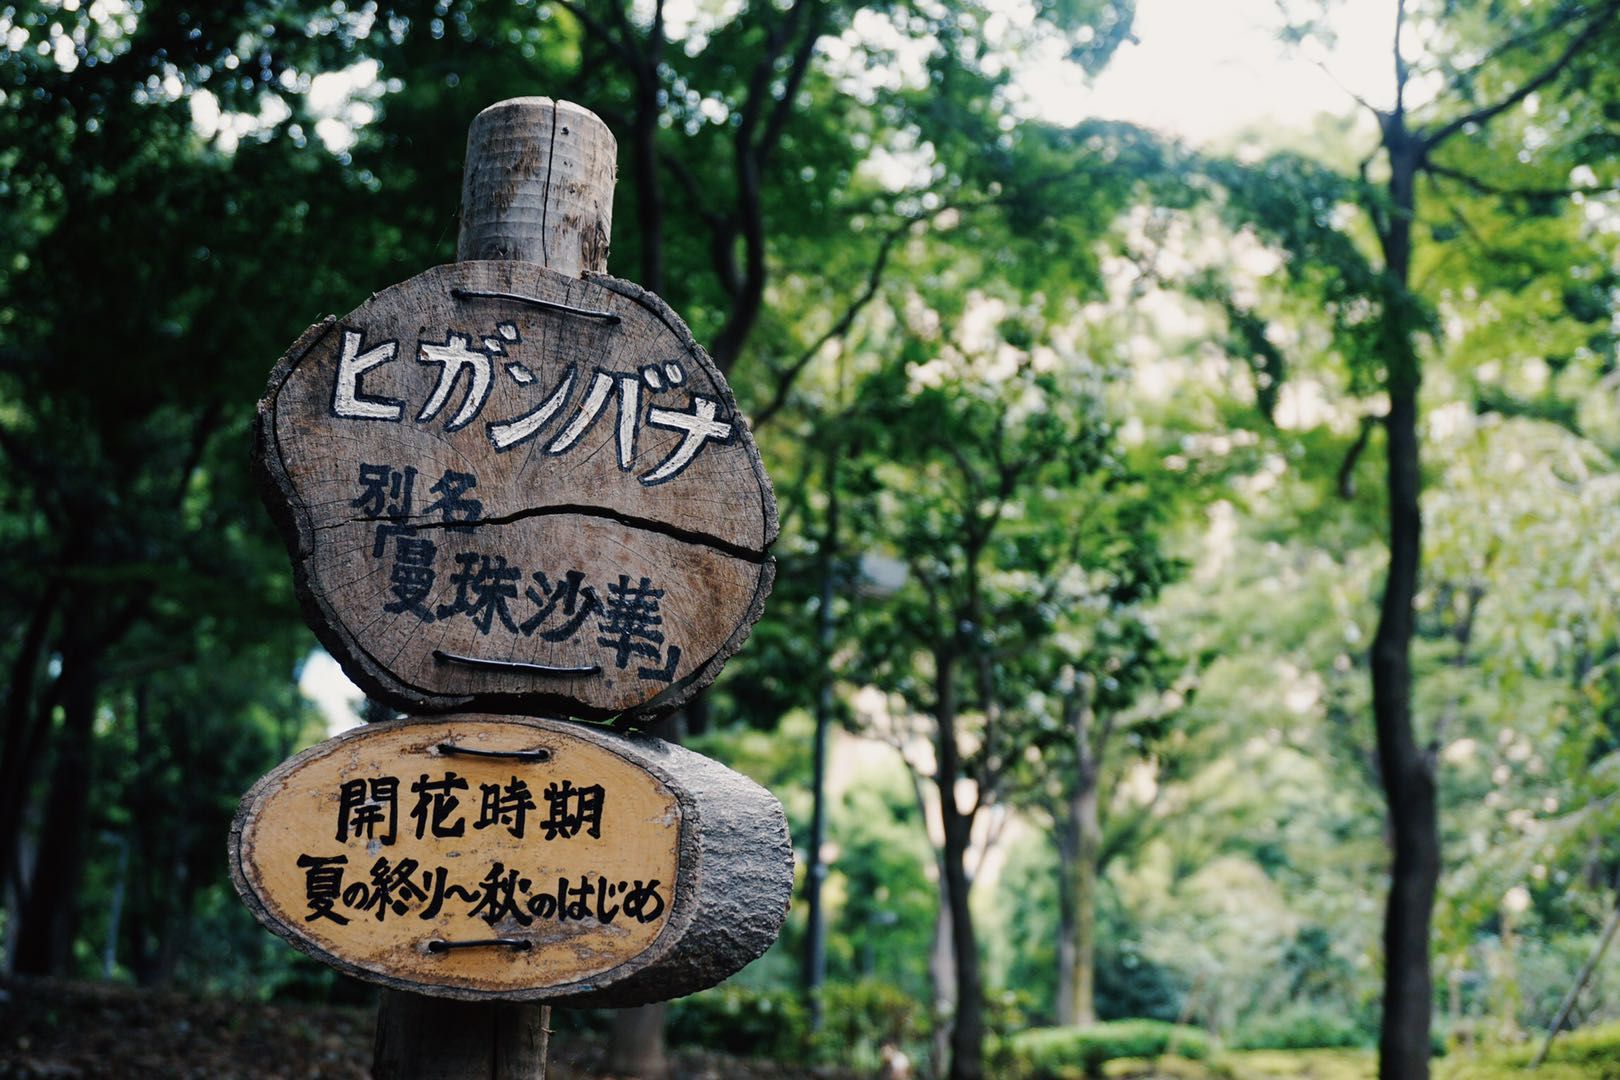 ヒガンバナ
別名
「曼珠沙華」
開花時期
夏の終り～秋のはじめ